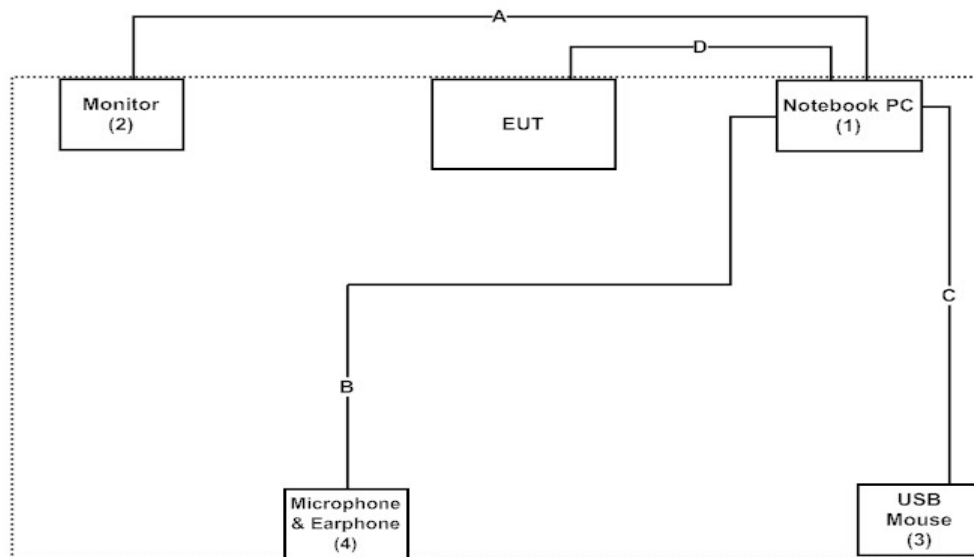 A
D
Monitor
(2)
EUT
Notebook PC
(1)
C
B
Microphone
& Earphone
(4)
USB
Mouse
(3)